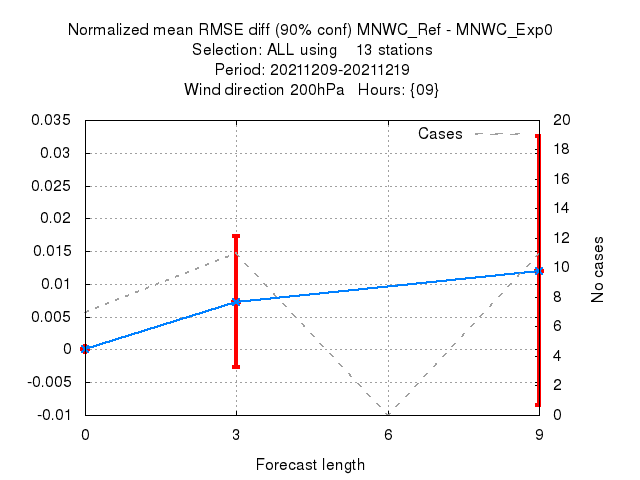 Normalized mean RMSE diff (90% conf) MNWC_Ref - MNWC_Exp0
Selection: ALL using    13 stations
Period: 20211209-20211219
Wind direction 200hPa   Hours: {09}
Cases
0.035
0.03
0.025
0.02
0.015
0.01
0.005
0
-0.005
-0.01
20
18
16
14
12
10
8
6
4
2
0
No cases
0 3 6 9
Forecast length